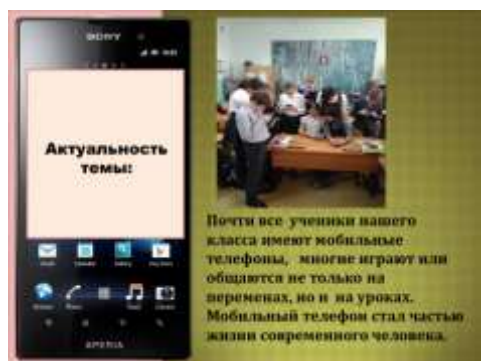 SONY
Актуальность
темы:
Почти все ученики нашего
класса имеют мобильные
телефоны, многие играют или
общаются не только на
переменах, но и на уроках.
Мобильный телефон стал частью
жизни современного человека.
XPERIA